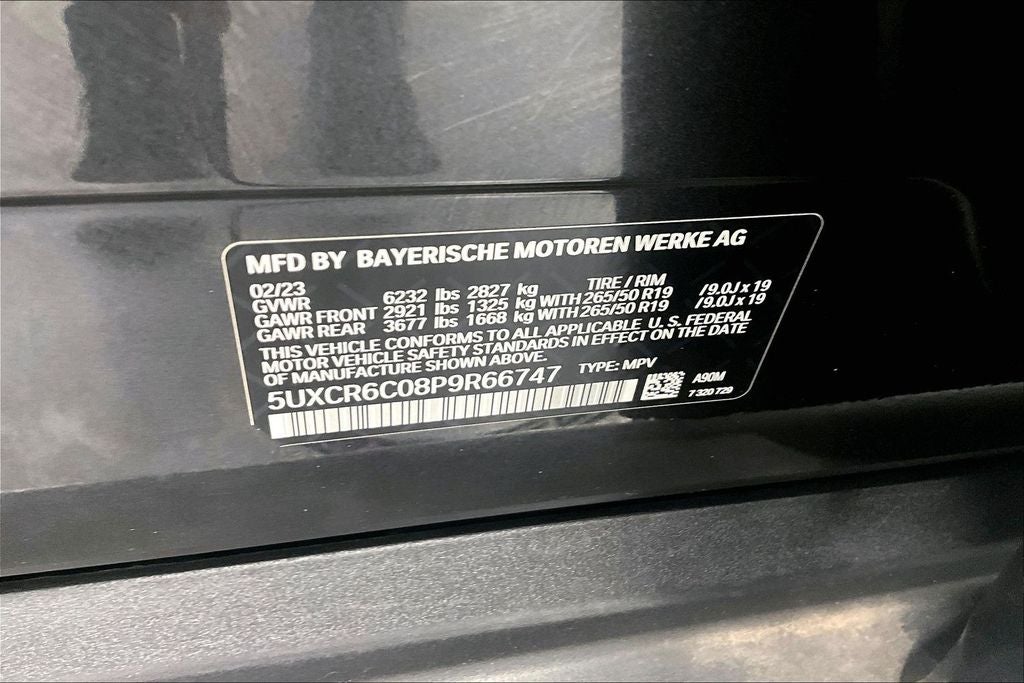 MFD BY BAYERISCHE MOTOREN WERKE AG
02/23 TIRE / RIM
GVWR 6232 lbs 2827 kg
GAWR FRONT 2921 lbs 1325 kg WITH 265/50 R19 /9.0J x 19
GAWR REAR 3677 lbs 1668 kg WITH 265/50 R19 /9.0J x 19
THIS VEHICLE CONFORMS TO ALL APPLICABLE U. S. FEDERAL
MOTOR VEHICLE SAFETY STANDARDS IN EFFECT ON THE DATE
OF MANUFACTURE SHOWN ABOVE.
5UXCR6C08P9R66747 TYPE: MPV
A90M
7 320 729